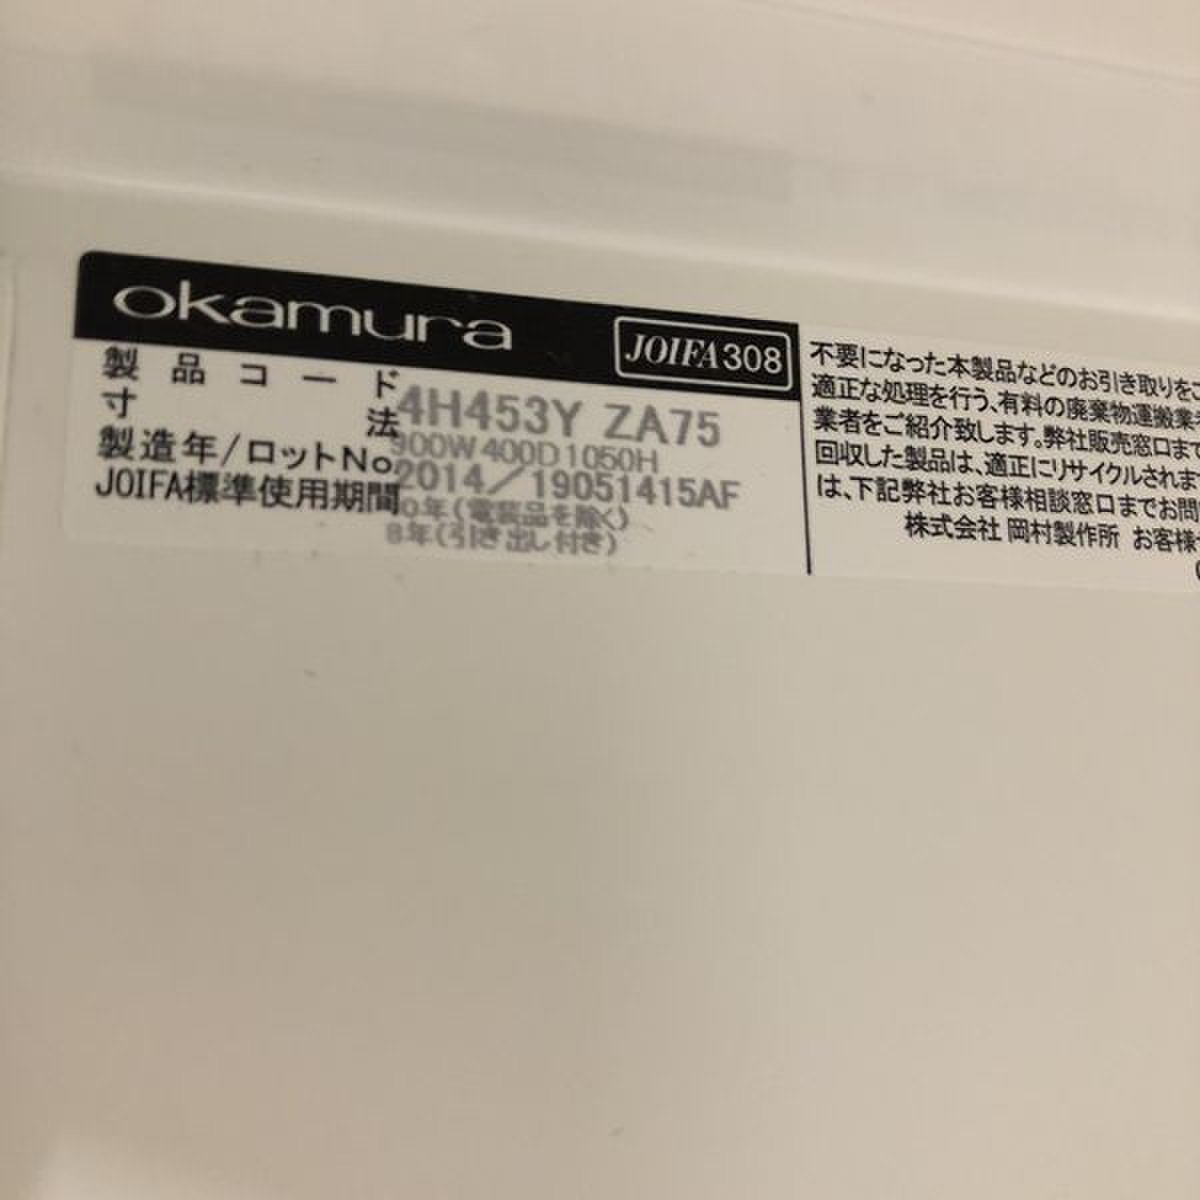 okamura JOIFA308
製品コード 4H453Y ZA75
寸法 900W400D1050H
製造年/ロットNo. 2014/19051415AF
JOIFA標準使用期間 10年(電装品を除く)
8年(引き出し付き)
不要になった本製品などのお引き取りを
適正な処理を行う、有料の廃棄物運搬業
業者をご紹介致します。弊社販売窓口まで
回収した製品は、適正にリサイクルされま
は、下記弊社お客様相談窓口までお問
株式会社 岡村製作所 お客様